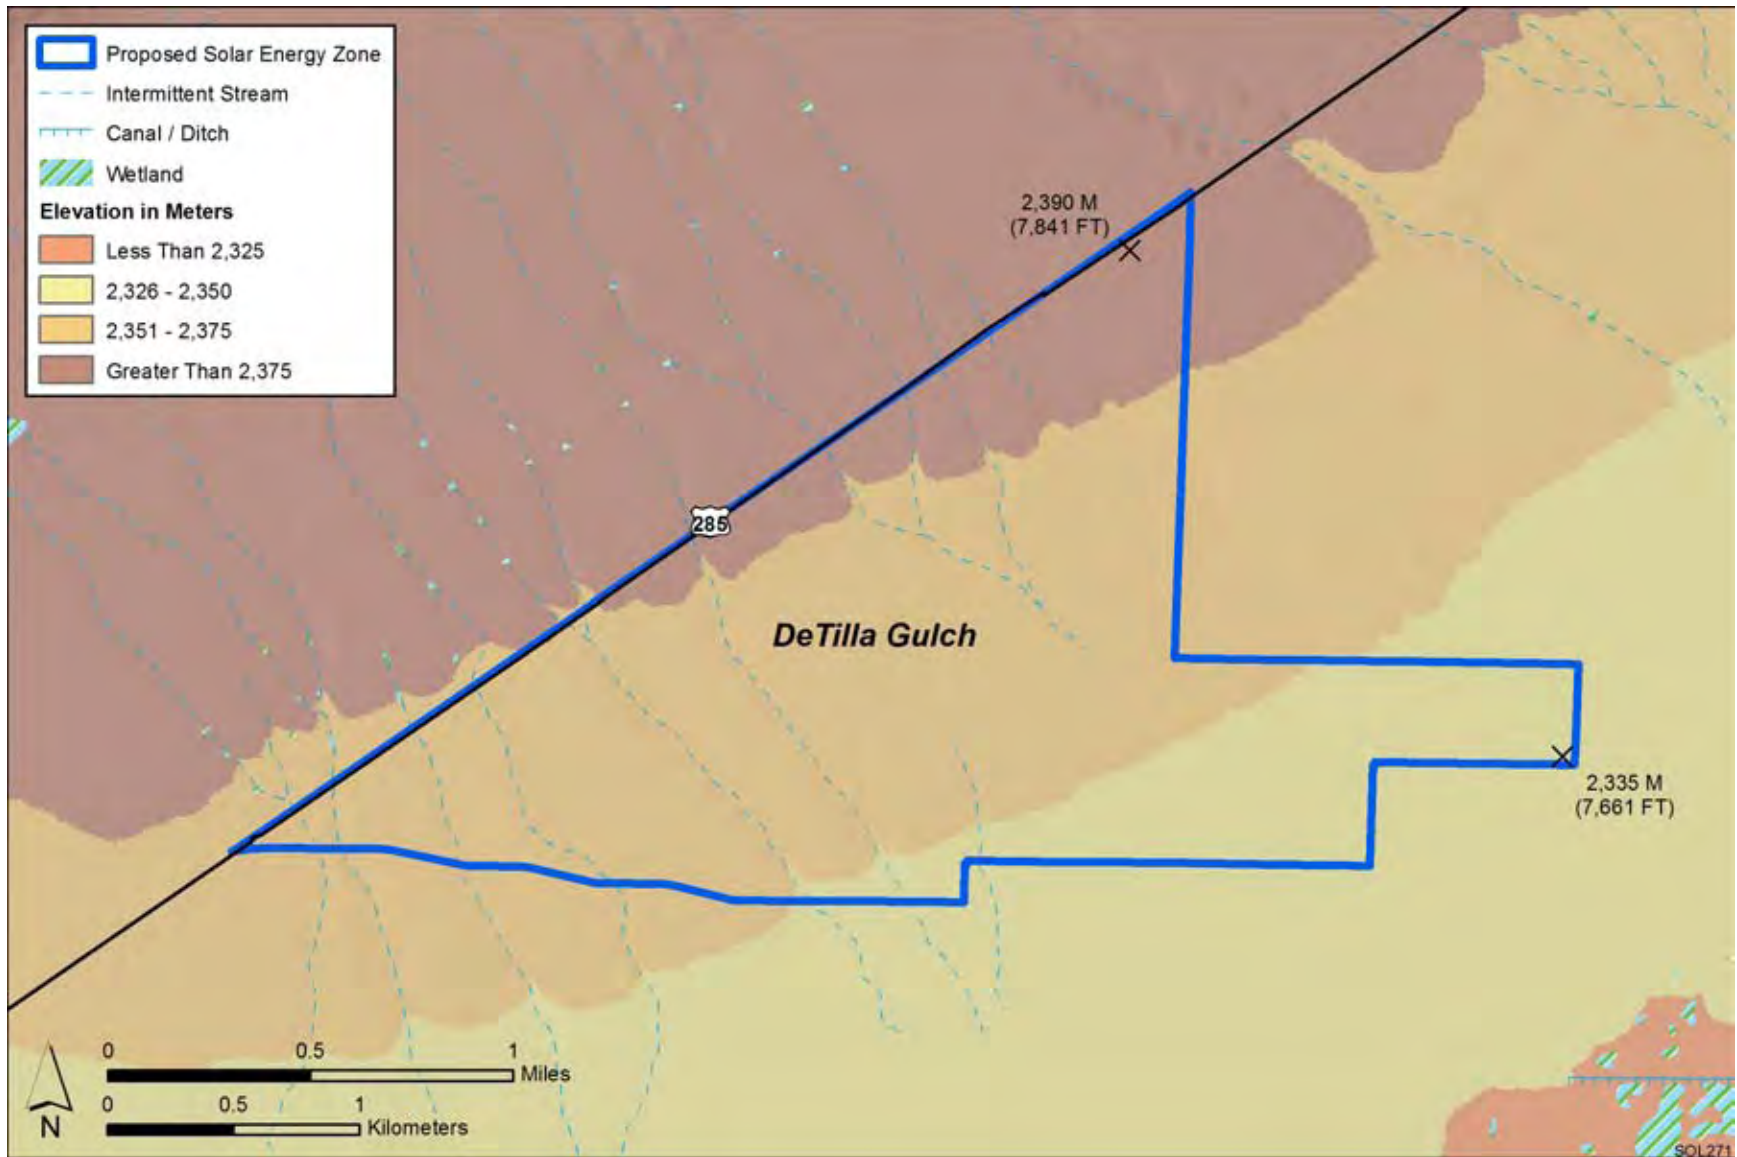 Proposed Solar Energy Zone
Intermittent Stream
Canal / Ditch
Wetland
Elevation in Meters
Less Than 2,325
2,326 - 2,350
2,351 - 2,375
Greater Than 2,375
2,390 M
(7,841 FT)
285
DeTilla Gulch
2,335 M
(7,661 FT)
0 0.5 1
Miles
0 0.5 1
Kilometers
N
SOL271